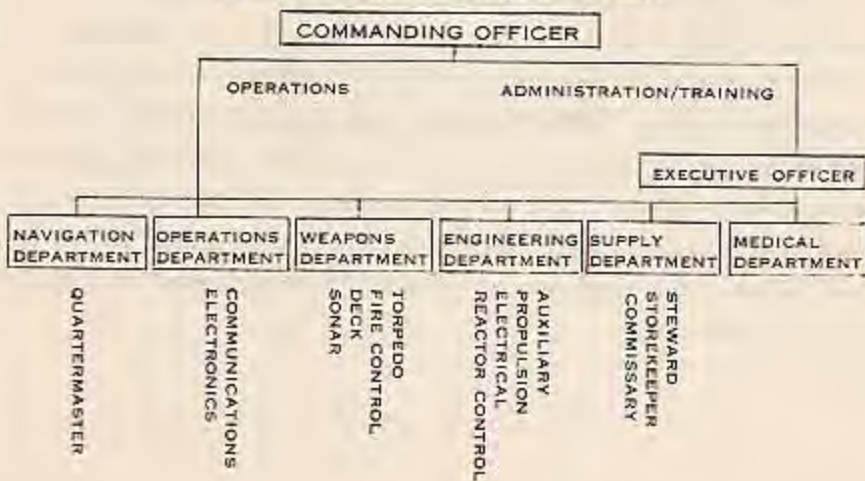 COMMANDING OFFICER
OPERATIONS
ADMINISTRATION/TRAINING
EXECUTIVE OFFICER
NAVIGATION
DEPARTMENT
OPERATIONS
DEPARTMENT
WEAPONS
DEPARTMENT
ENGINEERING
DEPARTMENT
SUPPLY
DEPARTMENT
MEDICAL
DEPARTMENT
QUARTERMASTER
COMMUNICATIONS
ELECTRONICS
TORPEDO
FIRE CONTROL
DECK
SONAR
AUXILIARY
PROPULSION
ELECTRICAL
REACTOR CONTROL
STEWARD
STOREKEEPER
COMMISSARY